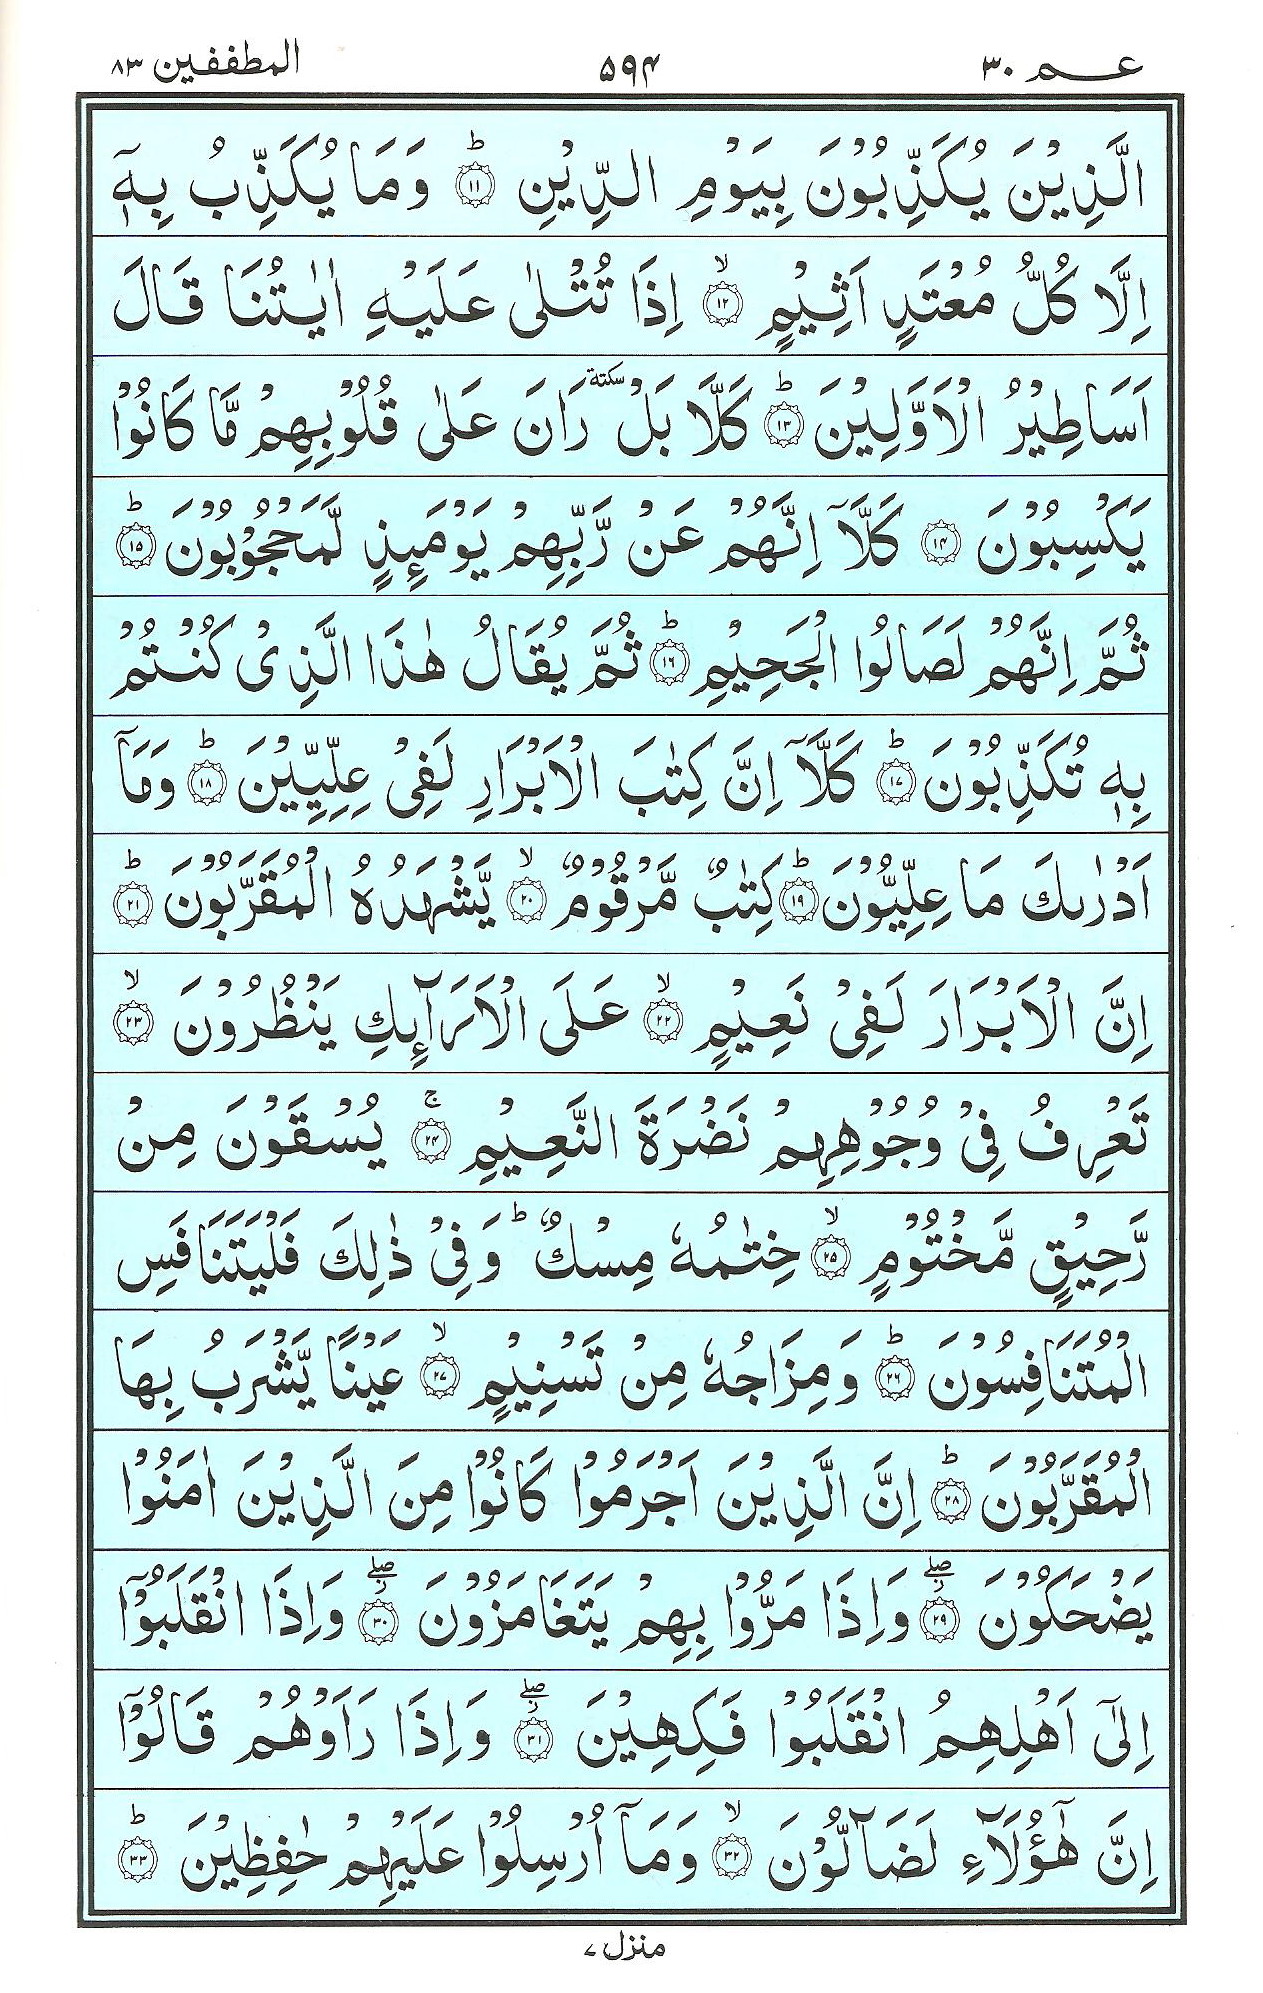 عـــم ٣٠
٥٩٤
المطففين ٨٣
الَّذِيْنَ يُكَذِّبُوْنَ بِيَوْمِ الدِّيْنِ ؕ ﴿١١﴾ وَمَا يُكَذِّبُ بِهٖۤ
اِلَّا كُلُّ مُعْتَدٍ اَثِيْمٍ ۙ ﴿١٢﴾ اِذَا تُتْلٰى عَلَيْهِ اٰيٰتُنَا قَالَ
اَسَاطِيْرُ الْاَوَّلِيْنَ ؕ ﴿١٣﴾ كَلَّا بَلْ سكتة رَانَ عَلٰى قُلُوْبِهِمْ مَّا كَانُوْا
يَكْسِبُوْنَ ﴿١٤﴾ كَلَّاۤ اِنَّهُمْ عَنْ رَّبِّهِمْ يَوْمَىِٕذٍ لَّمَحْجُوْبُوْنَ ؕ ﴿١٥﴾
ثُمَّ اِنَّهُمْ لَصَالُوا الْجَحِيْمِ ؕ ﴿١٦﴾ ثُمَّ يُقَالُ هٰذَا الَّذِىْ كُنْتُمْ
بِهٖ تُكَذِّبُوْنَ ؕ ﴿١٧﴾ كَلَّاۤ اِنَّ كِتٰبَ الْاَبْرَارِ لَفِىْ عِلِّيِّيْنَ ؕ ﴿١٨﴾ وَمَاۤ
اَدْرٰىكَ مَا عِلِّيُّوْنَ ؕ ﴿١٩﴾ كِتٰبٌ مَّرْقُوْمٌ ۙ ﴿٢٠﴾ يَّشْهَدُهُ الْمُقَرَّبُوْنَ ؕ ﴿٢١﴾
اِنَّ الْاَبْرَارَ لَفِىْ نَعِيْمٍ ۙ ﴿٢٢﴾ عَلَى الْاَرَآىِٕكِ يَنْظُرُوْنَ ۙ ﴿٢٣﴾
تَعْرِفُ فِىْ وُجُوْهِهِمْ نَضْرَةَ النَّعِيْمِ ۚ ﴿٢٤﴾ يُسْقَوْنَ مِنْ
رَّحِيْقٍ مَّخْتُوْمٍ ۙ ﴿٢٥﴾ خِتٰمُهٗ مِسْكٌ ؕ وَفِىْ ذٰلِكَ فَلْيَتَنَافَسِ
الْمُتَنَافِسُوْنَ ؕ ﴿٢٦﴾ وَمِزَاجُهٗ مِنْ تَسْنِيْمٍ ۙ ﴿٢٧﴾ عَيْنًا يَّشْرَبُ بِهَا
الْمُقَرَّبُوْنَ ؕ ﴿٢٨﴾ اِنَّ الَّذِيْنَ اَجْرَمُوْا كَانُوْا مِنَ الَّذِيْنَ اٰمَنُوْا
يَضْحَكُوْنَ ۖز ﴿٢٩﴾ وَاِذَا مَرُّوْا بِهِمْ يَتَغَامَزُوْنَ ۖز ﴿٣٠﴾ وَاِذَا انْقَلَبُوْۤا
اِلٰٓى اَهْلِهِمُ انْقَلَبُوْا فَكِهِيْنَ ۖز ﴿٣١﴾ وَاِذَا رَاَوْهُمْ قَالُوْۤا
اِنَّ هٰٓؤُلَآءِ لَضَآلُّوْنَ ۙ ﴿٣٢﴾ وَمَاۤ اُرْسِلُوْا عَلَيْهِمْ حٰفِظِيْنَ ؕ ﴿٣٣﴾
منزل ٧